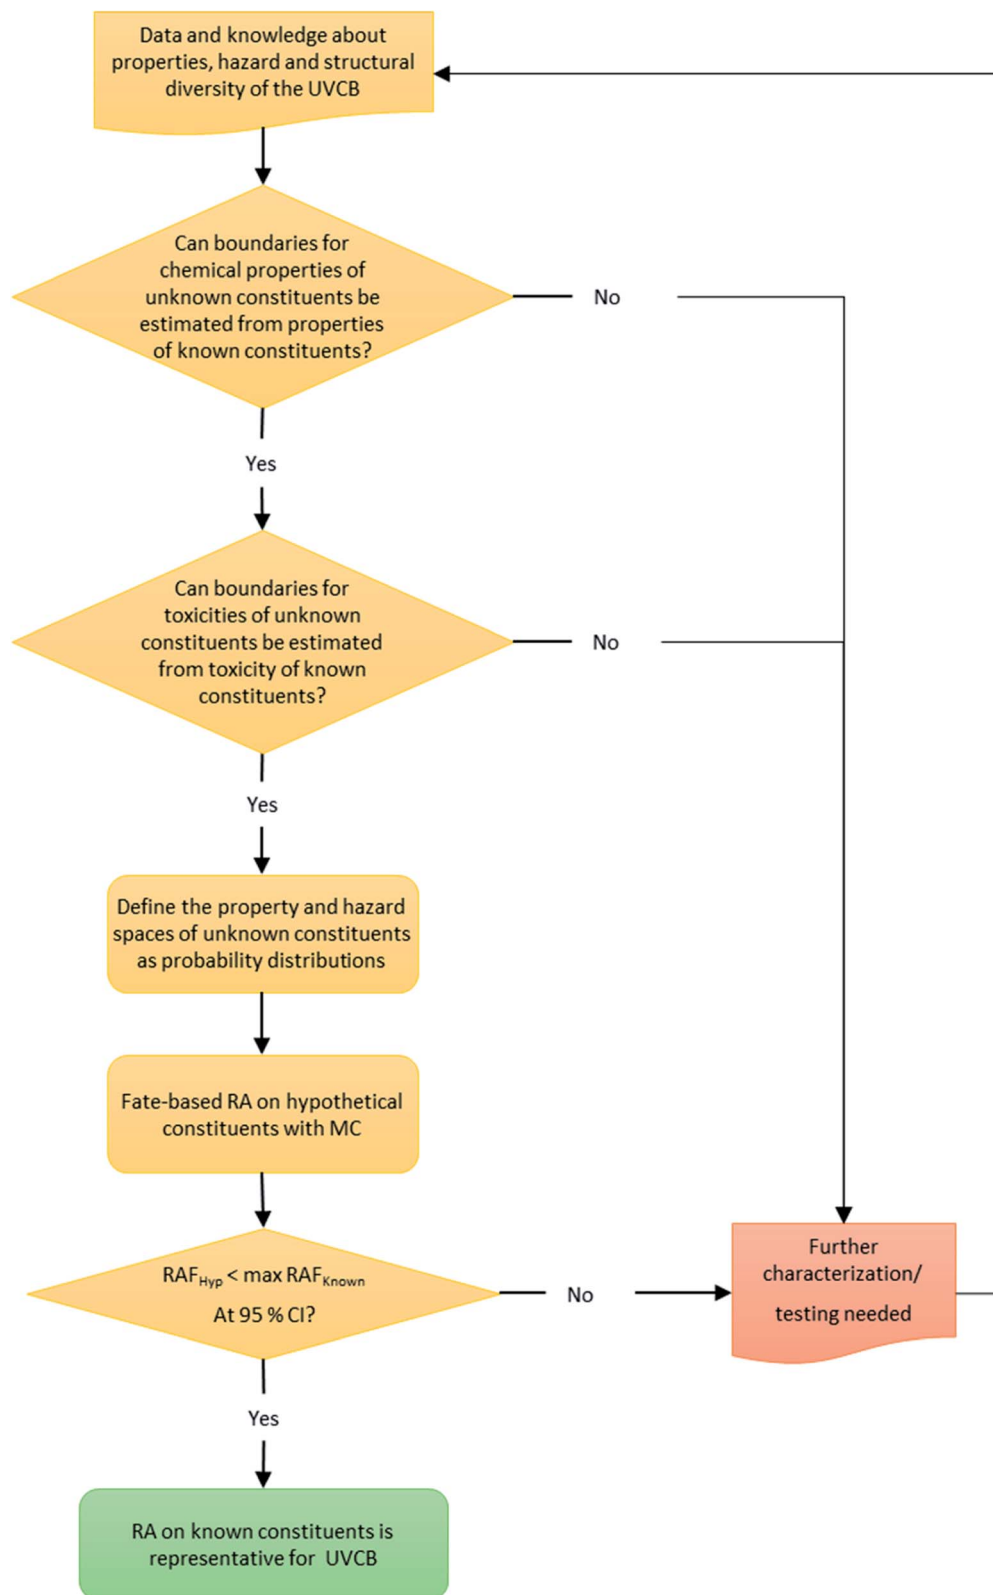 Data and knowledge about
properties, hazard and structural
diversity of the UVCB
Can boundaries for
chemical properties of
unknown constituents be
estimated from properties
of known constituents?
No
Yes
Can boundaries for
toxicities of unknown
constituents be estimated
from toxicity of known
constituents?
No
Yes
Define the property and hazard
spaces of unknown constituents
as probability distributions
Fate-based RA on hypothetical
constituents with MC
RAFHyp < max RAFKnown
At 95 % CI?
No
Further
characterization/
testing needed
Yes
RA on known constituents is
representative for UVCB